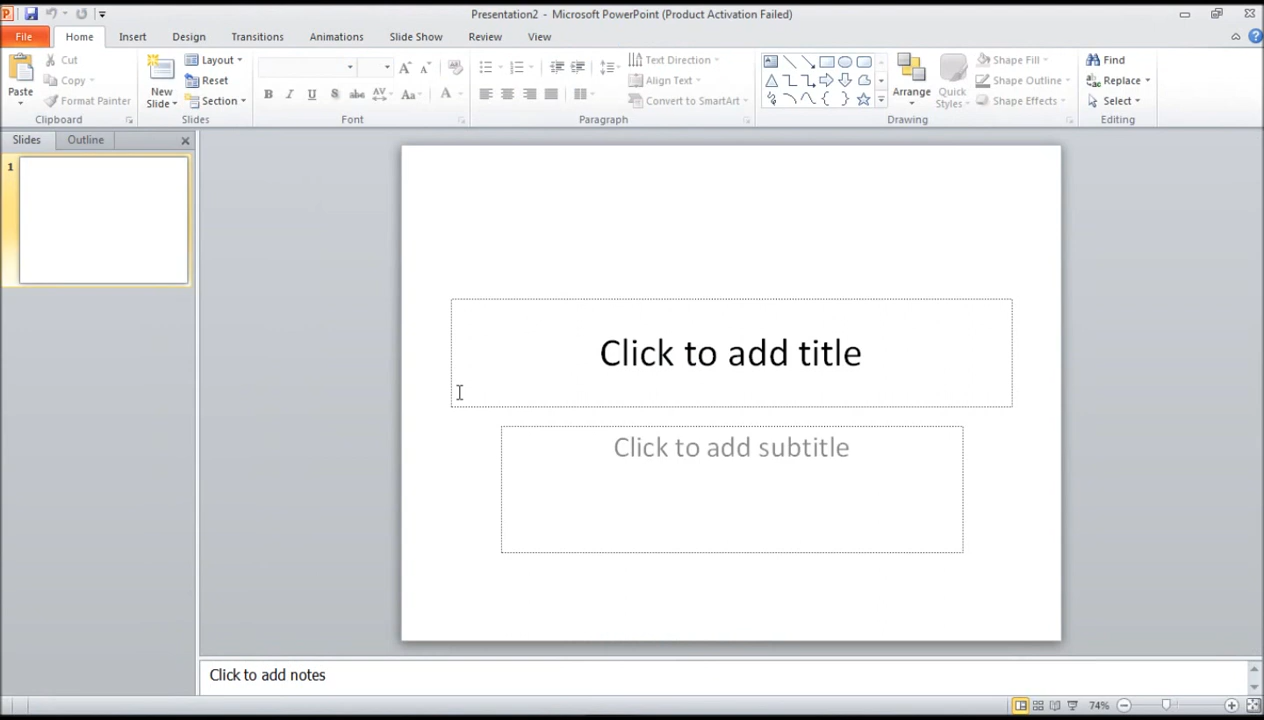 Presentation2 - Microsoft PowerPoint (Product Activation Failed)
File Home Insert Design Transitions Animations Slide Show Review View
Paste
Cut
Copy
Format Painter
Clipboard
New Slide
Layout
Reset
Section
Slides
B I U S abc AV Aa A
Font
Text Direction
Align Text
Convert to SmartArt
Paragraph
Arrange
Quick Styles
Shape Fill
Shape Outline
Shape Effects
Drawing
Find
Replace
Select
Editing
Slides Outline
1
Click to add title
Click to add subtitle
Click to add notes
74%